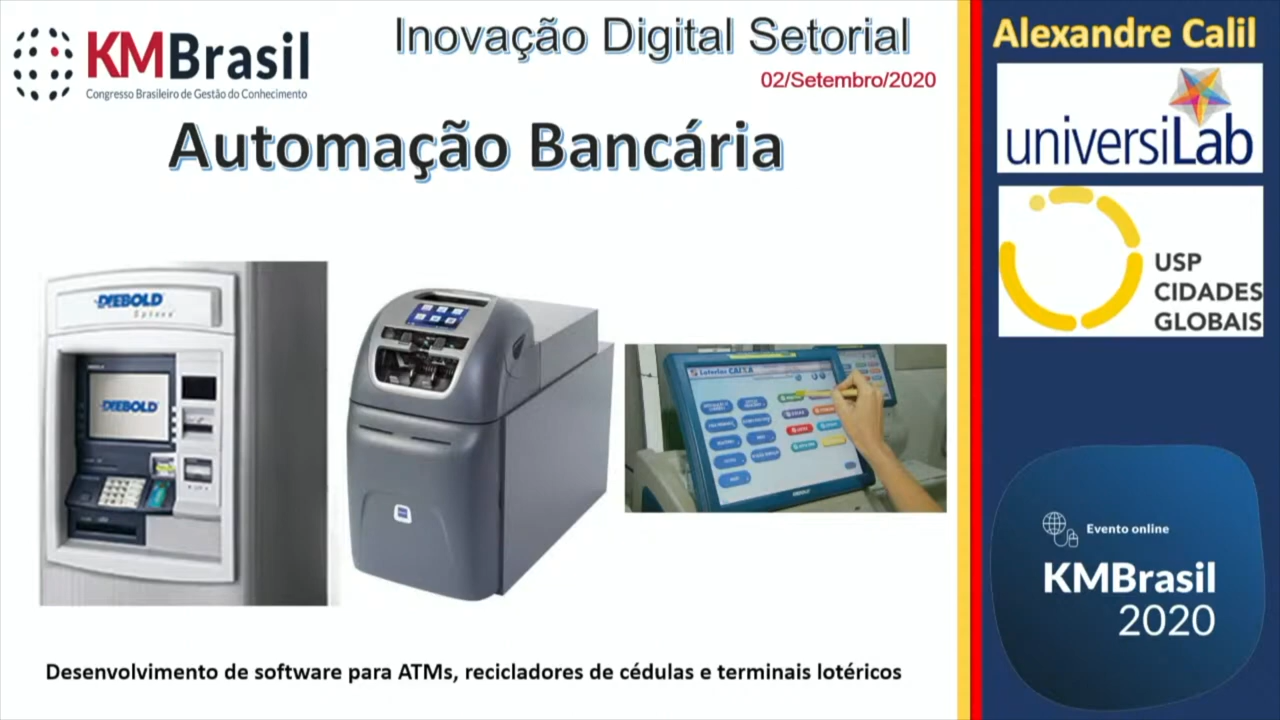 KMBrasil
Congresso Brasileiro de Gestão do Conhecimento
Inovação Digital Setorial
02/Setembro/2020
Automação Bancária
DIEBOLD
DIEBOLD
Loterias CAIXA
Desenvolvimento de software para ATMs, recicladores de cédulas e terminais lotéricos
Alexandre Calil
universiLab
USP
CIDADES
GLOBAIS
Evento online
KMBrasil
2020